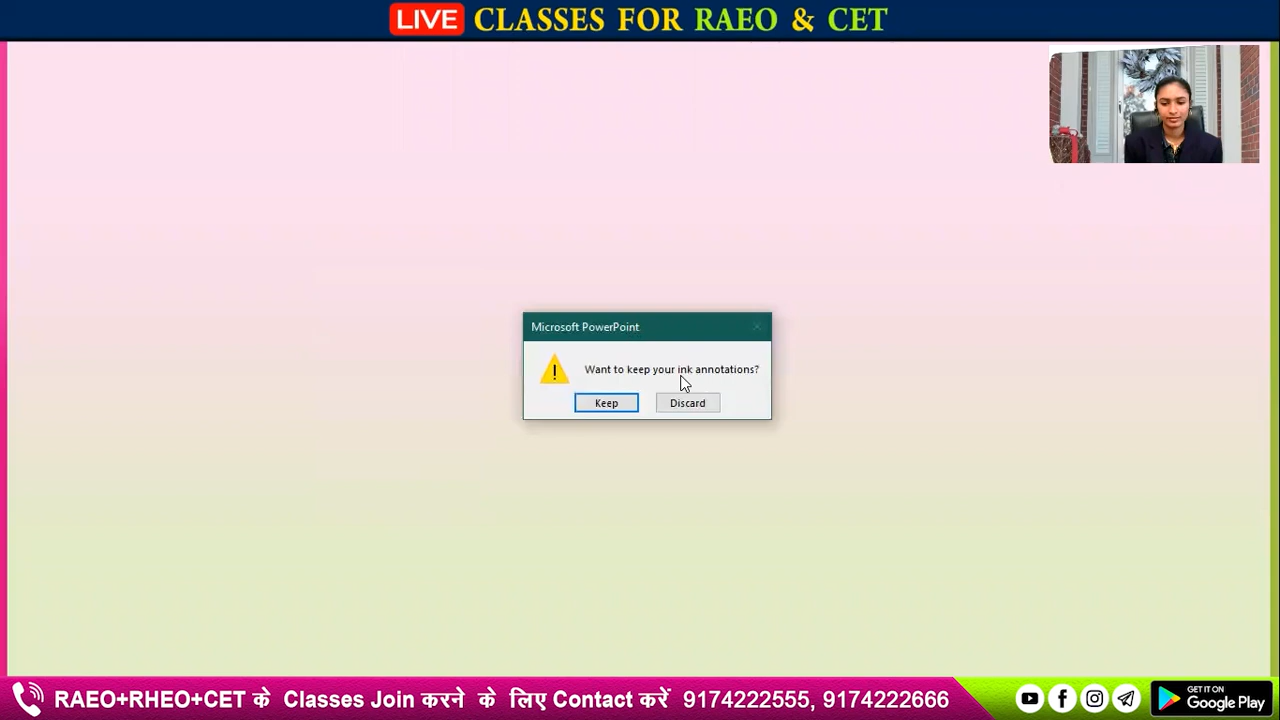 LIVE CLASSES FOR RAEO & CET
Microsoft PowerPoint
Want to keep your ink annotations?
Keep Discard
RAEO+RHEO+CET के Classes Join करने के लिए Contact करें 9174222555, 9174222666
GET IT ON
Google Play